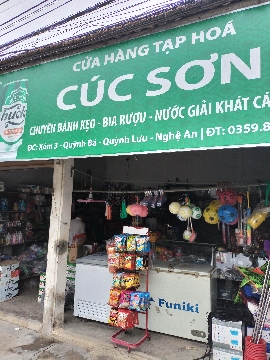 CỬA HÀNG TẠP HOÁ
CÚC SƠN
CHUYÊN BÁNH KẸO - BIA RƯỢU - NƯỚC GIẢI KHÁT CÁ
ĐC: Xóm 3 - Quỳnh Bá - Quỳnh Lưu - Nghệ An | ĐT: 0359.8
huda
Funiki